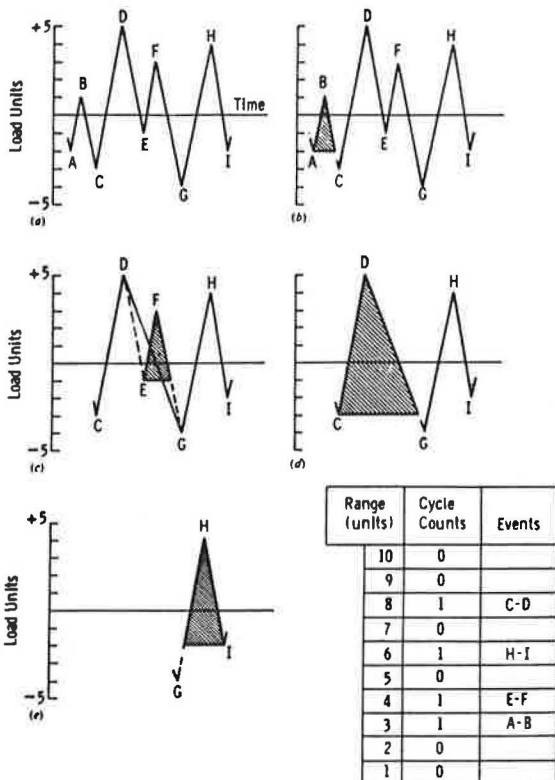 +5
D
H
F
B
Load Units
Time
A
C
E
G
I
-5
(a)
D
H
F
B
A
C
E
G
I
(b)
+5
D
H
F
Load Units
E
C
G
I
-5
(c)
D
H
C
G
I
(d)
+5
H
Load Units
I
G
-5
(e)
Range (units) Cycle Counts Events
10 0
9 0
8 1 C-D
7 0
6 1 H-I
5 0
4 1 E-F
3 1 A-B
2 0
1 0